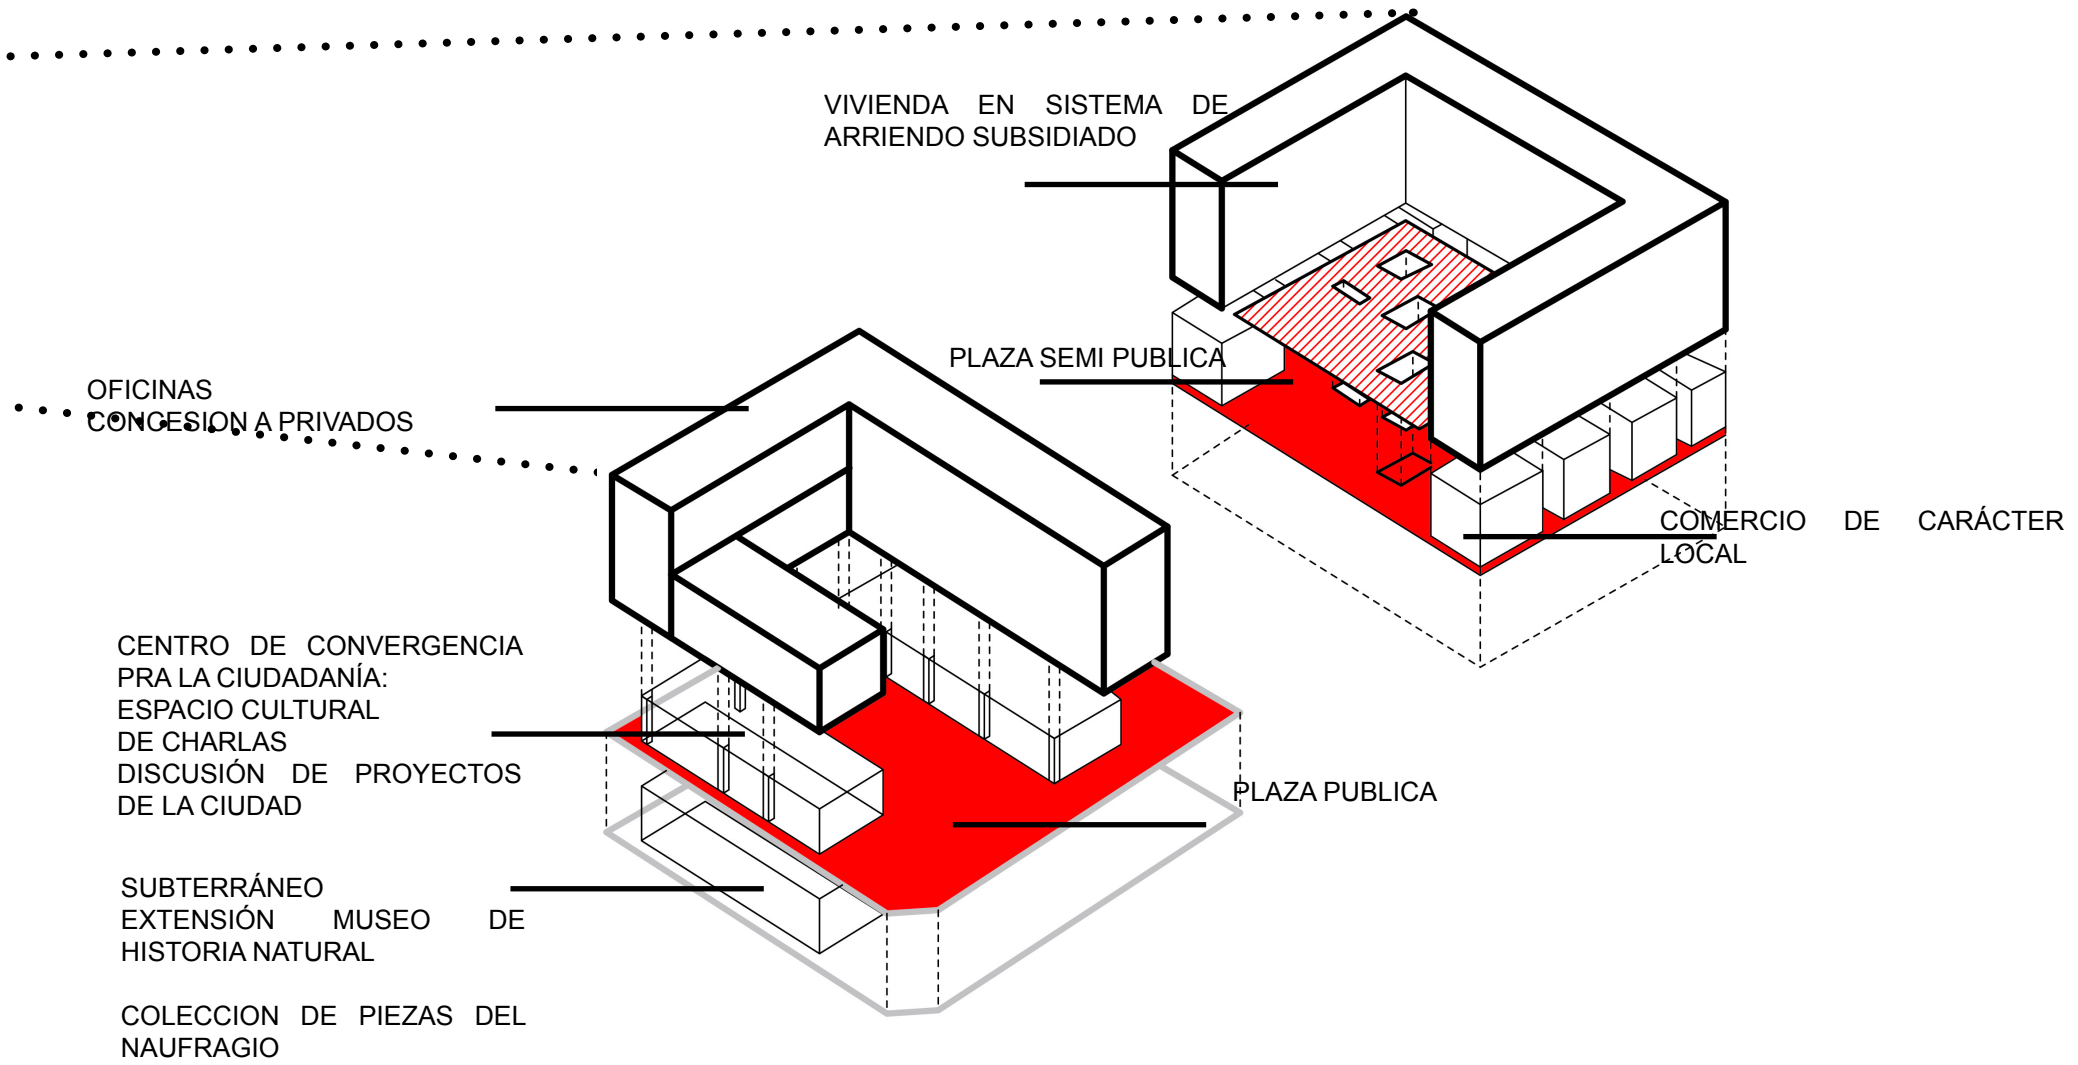 VIVIENDA EN SISTEMA DE
ARRIENDO SUBSIDIADO
PLAZA SEMI PUBLICA
OFICINAS
CONCESION A PRIVADOS
COMERCIO DE CARÁCTER
LOCAL
CENTRO DE CONVERGENCIA
PRA LA CIUDADANÍA:
ESPACIO CULTURAL
DE CHARLAS
DISCUSIÓN DE PROYECTOS
DE LA CIUDAD
PLAZA PUBLICA
SUBTERRÁNEO
EXTENSIÓN MUSEO DE
HISTORIA NATURAL
COLECCION DE PIEZAS DEL
NAUFRAGIO